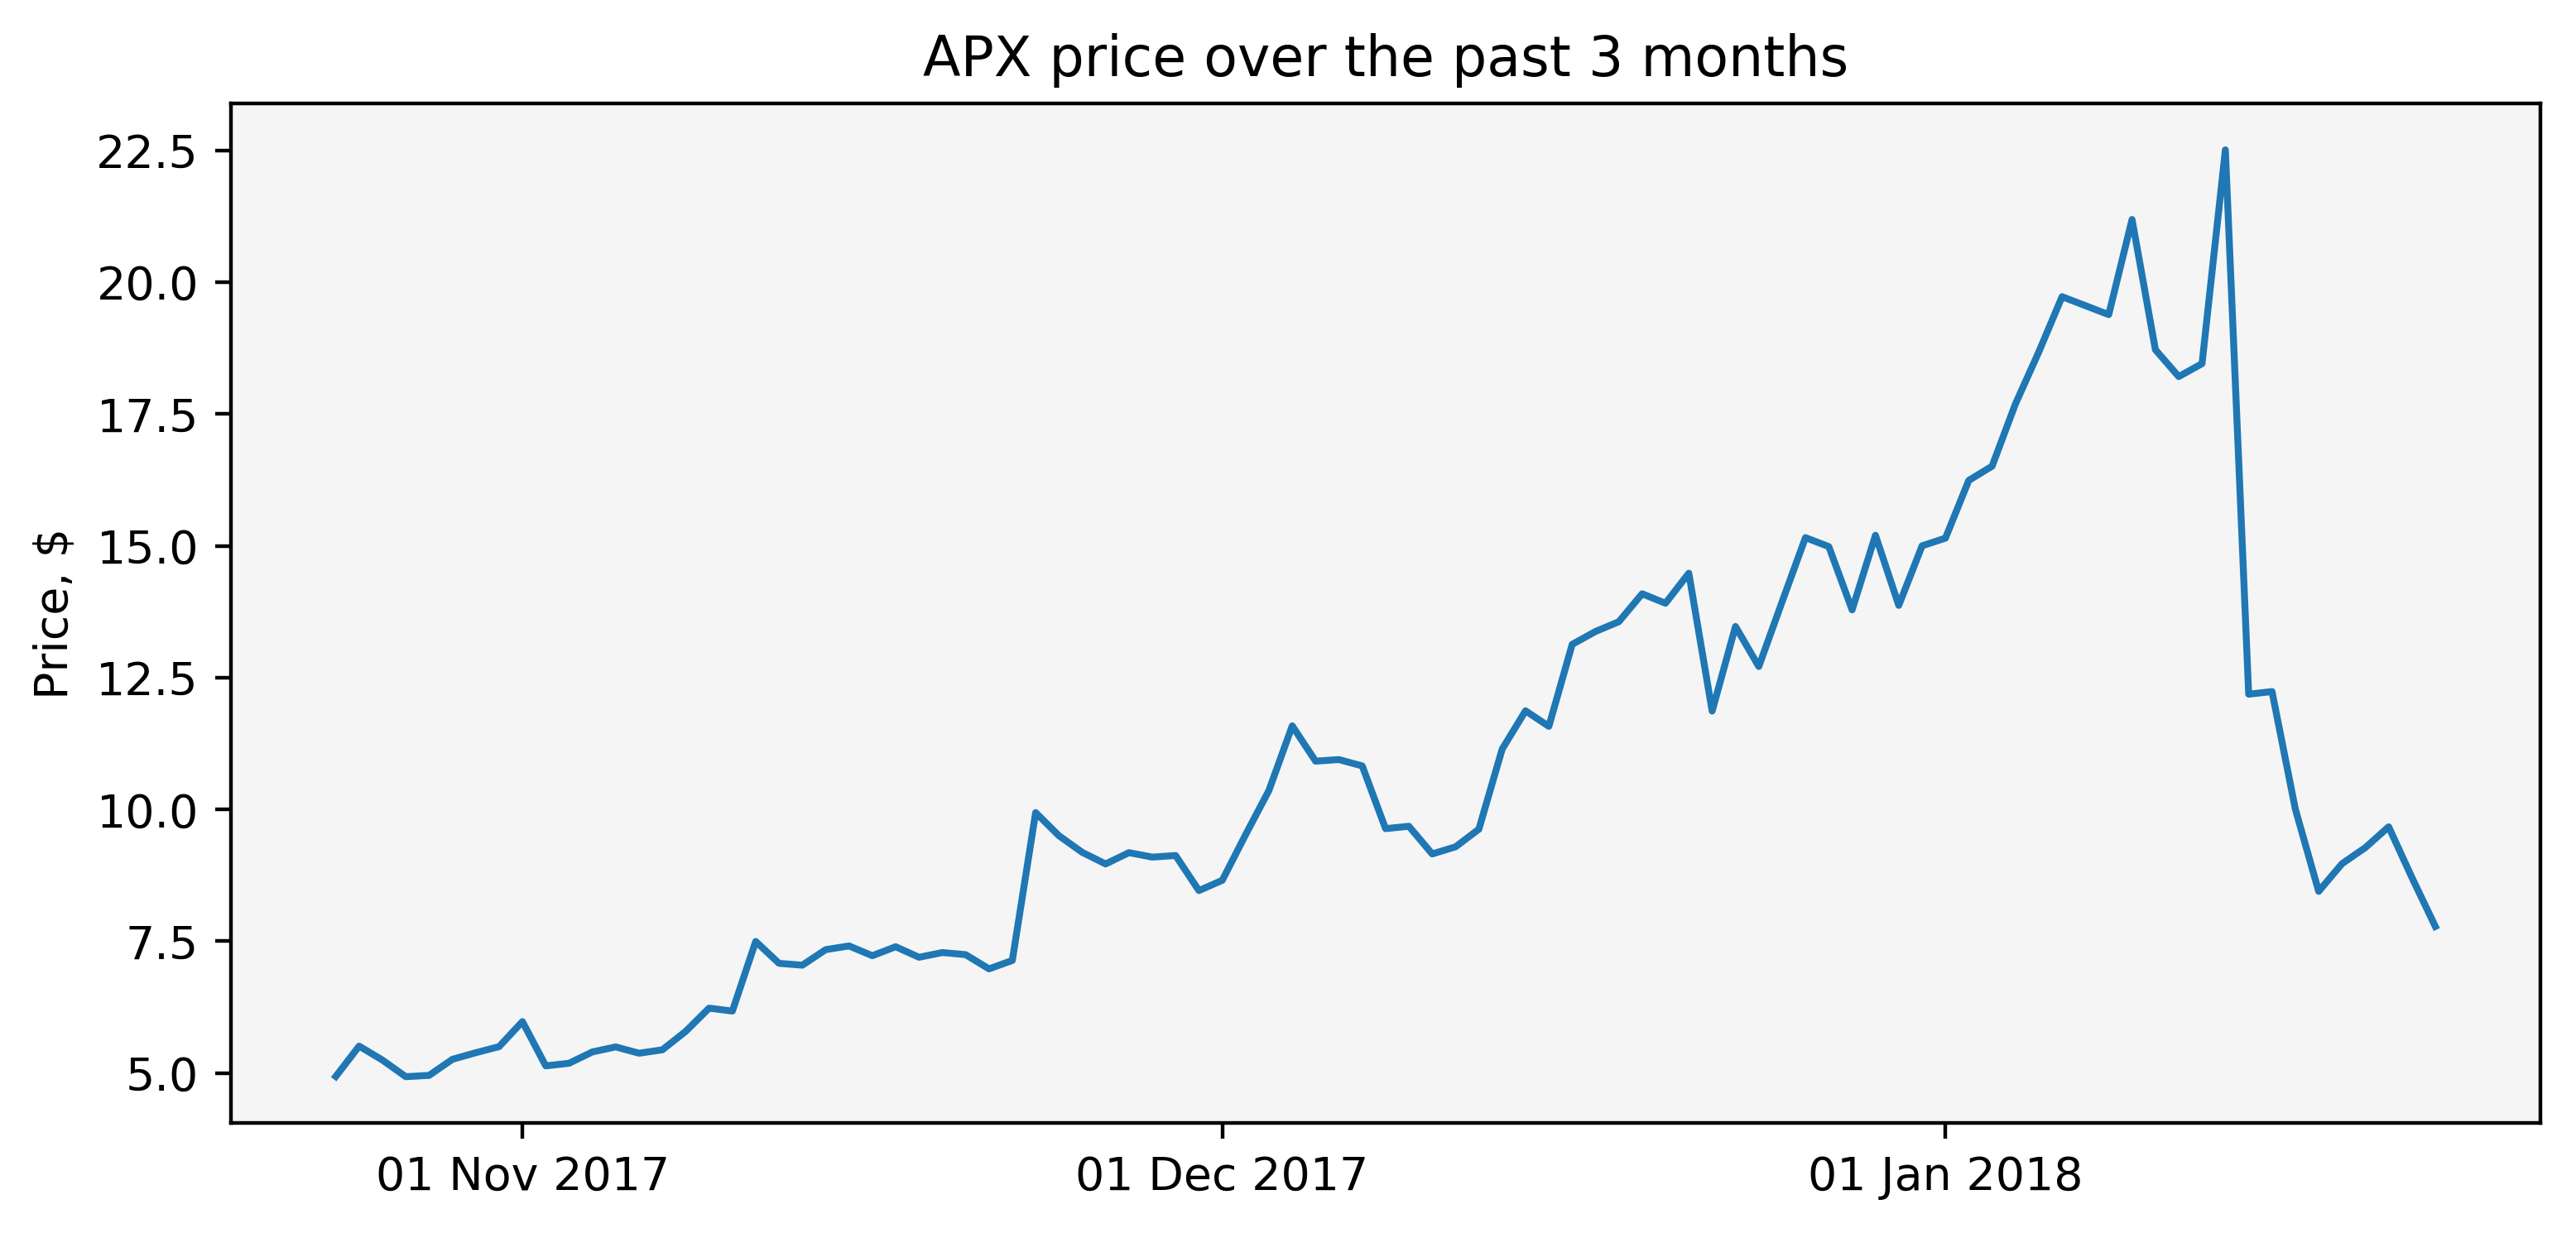 APX price over the past 3 months
Price, $
22.5
20.0
17.5
15.0
12.5
10.0
7.5
5.0
01 Nov 2017
01 Dec 2017
01 Jan 2018